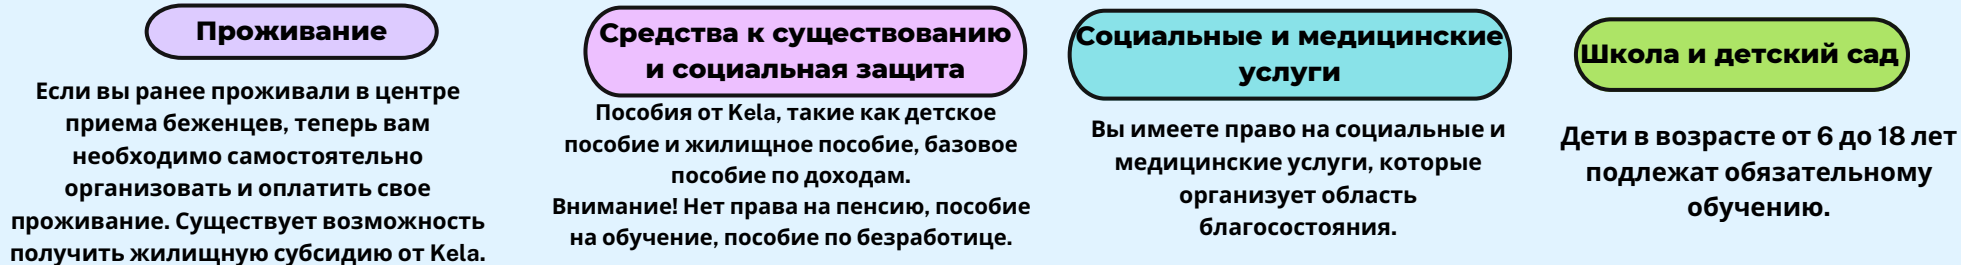 Проживание
Если вы ранее проживали в центре
приема беженцев, теперь вам
необходимо самостоятельно
организовать и оплатить свое
проживание. Существует возможность
получить жилищную субсидию от Kela.
Средства к существованию
и социальная защита
Пособия от Kela, такие как детское
пособие и жилищное пособие, базовое
пособие по доходам.
Внимание! Нет права на пенсию, пособие
на обучение, пособие по безработице.
Социальные и медицинские
услуги
Вы имеете право на социальные и
медицинские услуги, которые
организует область
благосостояния.
Школа и детский сад
Дети в возрасте от 6 до 18 лет
подлежат обязательному
обучению.